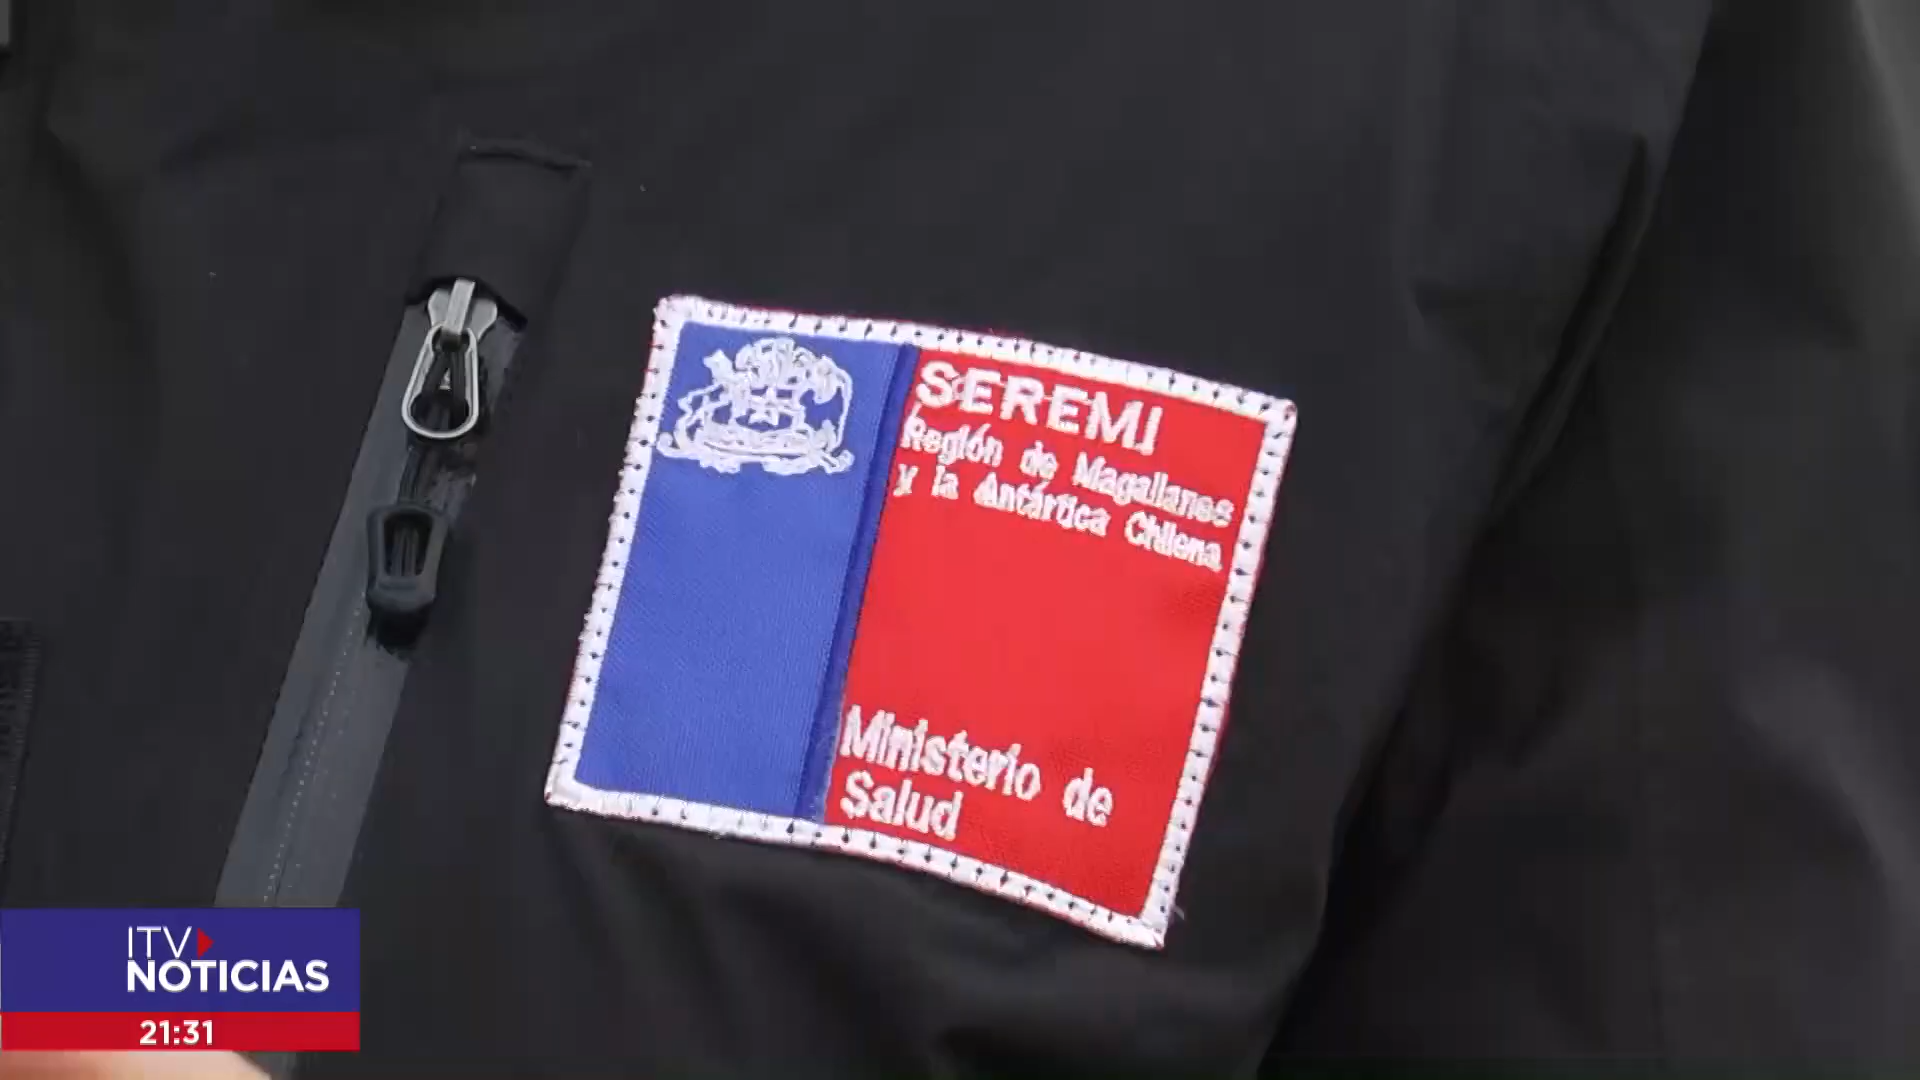 SEREMI
Región de Magallanes
y la Antártica Chilena
Ministerio de
Salud
ITV
NOTICIAS
21:31